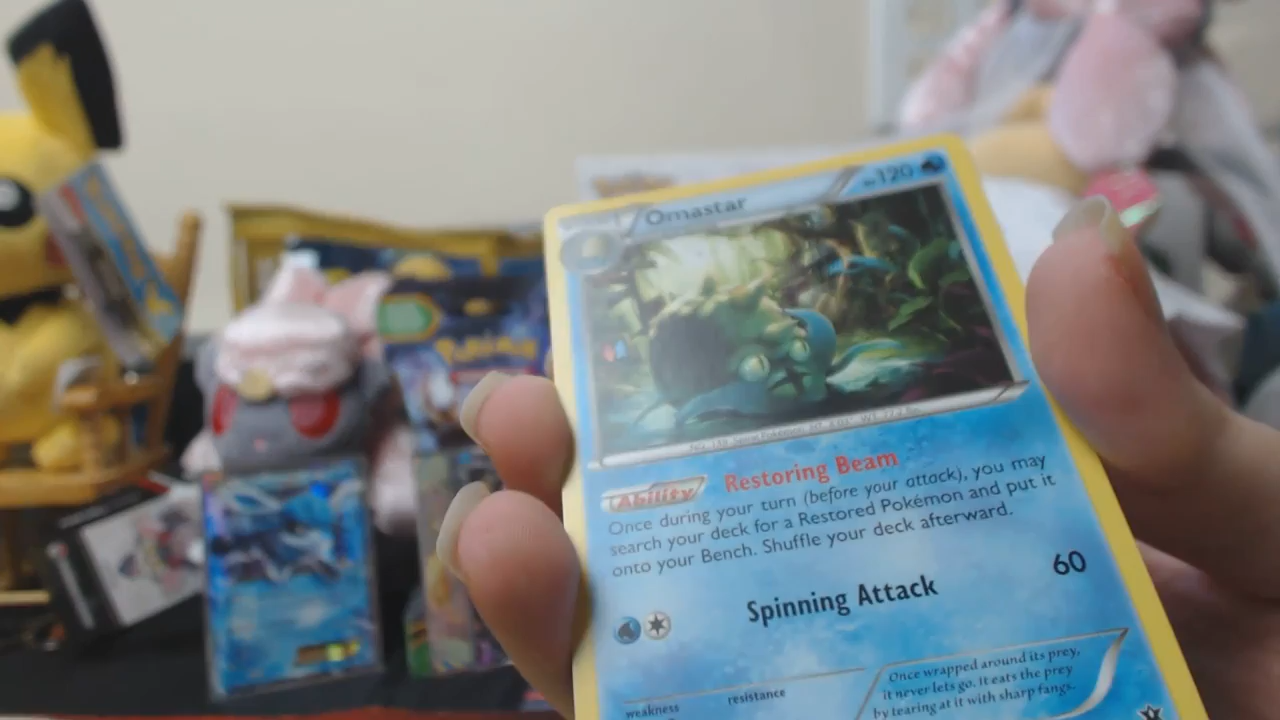 Omastar
HP120
Ability Restoring Beam
Once during your turn (before your attack), you may
search your deck for a Restored Pokémon and put it
onto your Bench. Shuffle your deck afterward.
Spinning Attack 60
weakness resistance
Once wrapped around its prey,
it never lets go. It eats the prey
by tearing at it with sharp fangs.
Pokémon